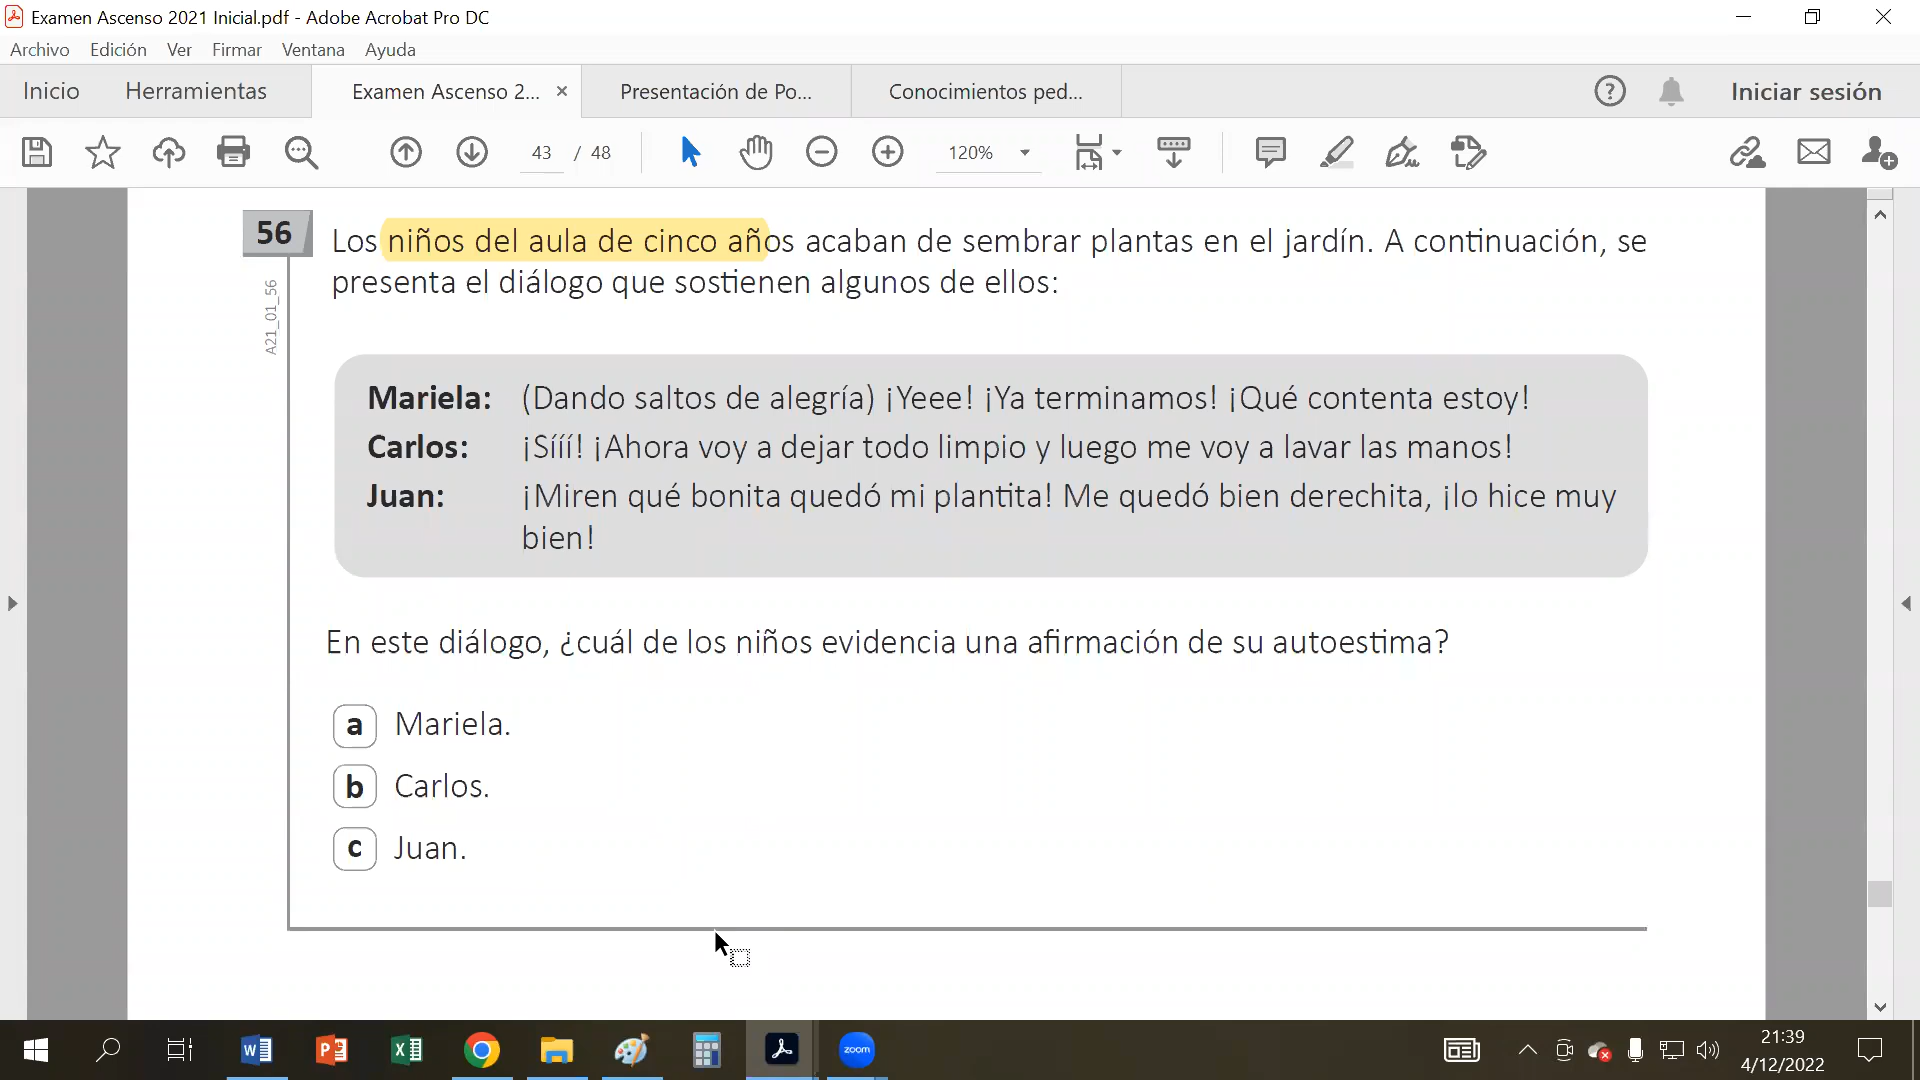 Examen Ascenso 2021 Inicial.pdf - Adobe Acrobat Pro DC
Archivo Edición Ver Firmar Ventana Ayuda
Inicio Herramientas Examen Ascenso 2... × Presentación de Po... Conocimientos ped... Iniciar sesión
43 / 48 120%
56 Los niños del aula de cinco años acaban de sembrar plantas en el jardín. A continuación, se
presenta el diálogo que sostienen algunos de ellos:
A21_01_56
Mariela: (Dando saltos de alegría) ¡Yeee! ¡Ya terminamos! ¡Qué contenta estoy!
Carlos: ¡Sííí! ¡Ahora voy a dejar todo limpio y luego me voy a lavar las manos!
Juan: ¡Miren qué bonita quedó mi plantita! Me quedó bien derechita, ¡lo hice muy
bien!
En este diálogo, ¿cuál de los niños evidencia una afirmación de su autoestima?
a Mariela.
b Carlos.
c Juan.
zoom
21:39
4/12/2022